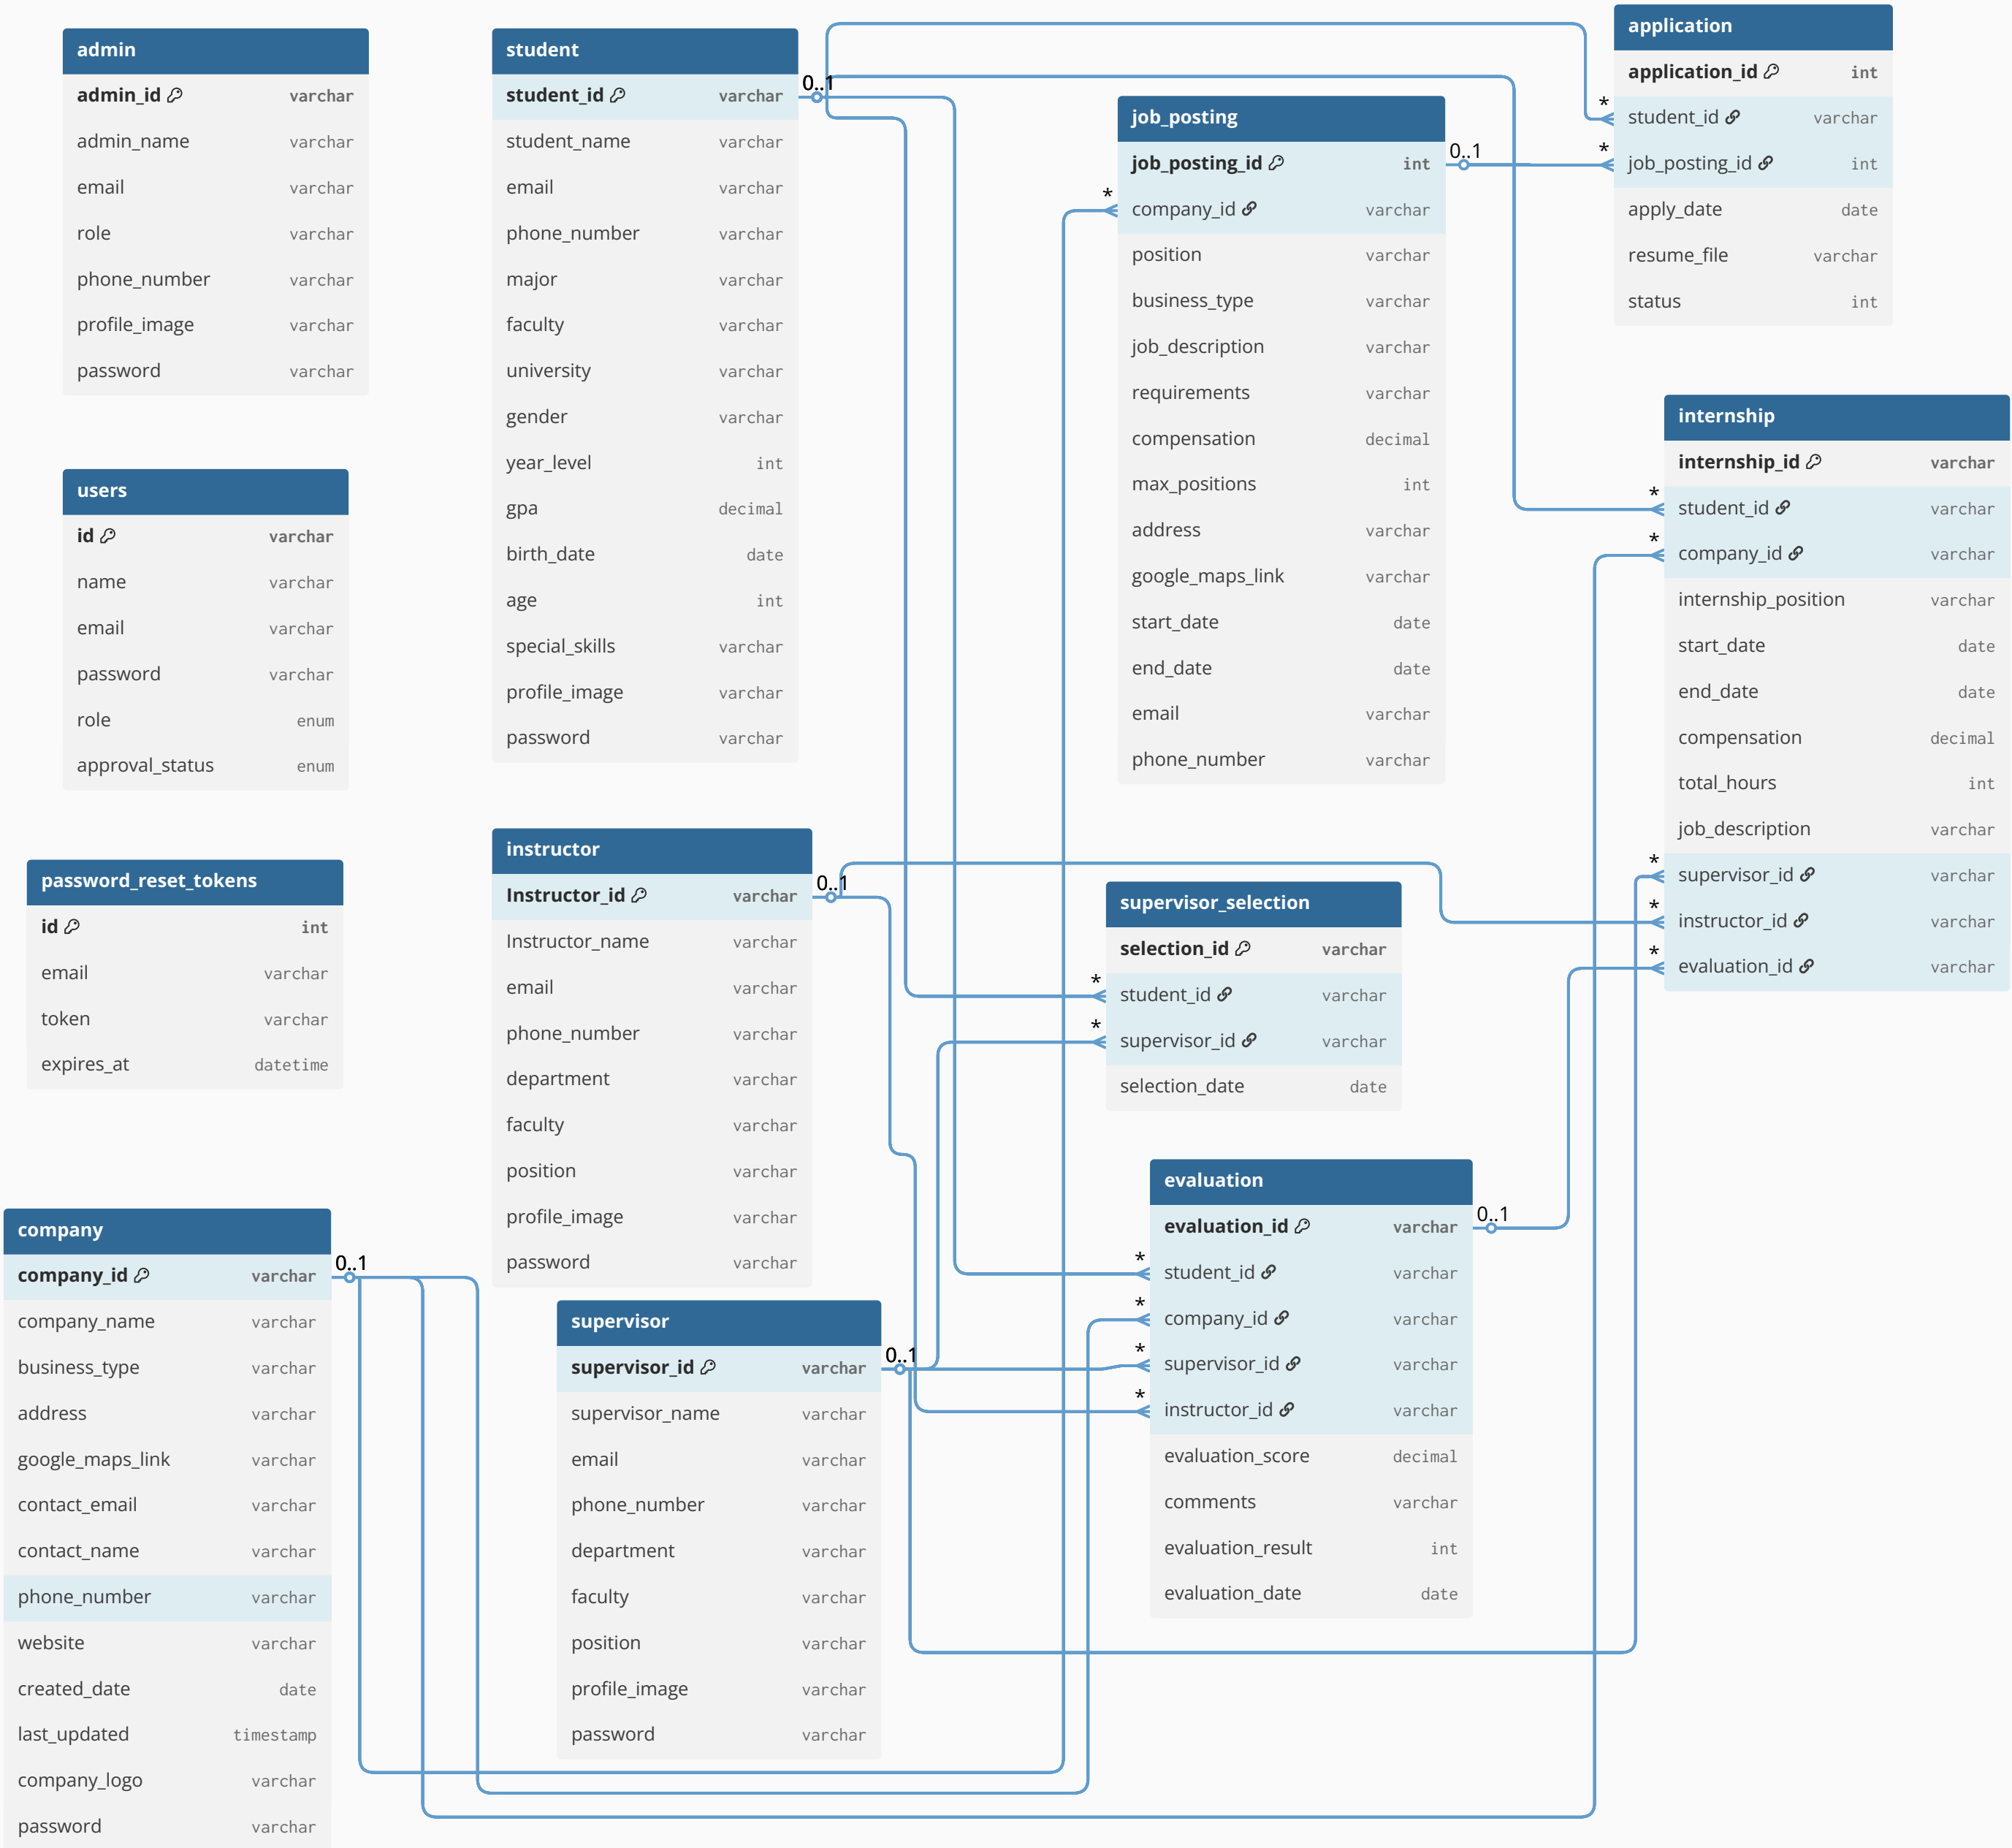 admin
admin_id varchar
admin_name varchar
email varchar
role varchar
phone_number varchar
profile_image varchar
password varchar
users
id varchar
name varchar
email varchar
password varchar
role enum
approval_status enum
password_reset_tokens
id int
email varchar
token varchar
expires_at datetime
company
company_id varchar 0..1
company_name varchar
business_type varchar
address varchar
google_maps_link varchar
contact_email varchar
contact_name varchar
phone_number varchar
website varchar
created_date date
last_updated timestamp
company_logo varchar
password varchar
student
student_id varchar 0..1
student_name varchar
email varchar
phone_number varchar
major varchar
faculty varchar
university varchar
gender varchar
year_level int
gpa decimal
birth_date date
age int
special_skills varchar
profile_image varchar
password varchar
instructor
Instructor_id varchar 0..1
Instructor_name varchar
email varchar
phone_number varchar
department varchar
faculty varchar
position varchar
profile_image varchar
password varchar
supervisor
supervisor_id varchar 0..1
supervisor_name varchar
email varchar
phone_number varchar
department varchar
faculty varchar
position varchar
profile_image varchar
password varchar
job_posting
job_posting_id int 0..1
* company_id varchar
position varchar
business_type varchar
job_description varchar
requirements varchar
compensation decimal
max_positions int
address varchar
google_maps_link varchar
start_date date
end_date date
email varchar
phone_number varchar
supervisor_selection
selection_id varchar
* student_id varchar
* supervisor_id varchar
selection_date date
evaluation
evaluation_id varchar 0..1
* student_id varchar
* company_id varchar
* supervisor_id varchar
* instructor_id varchar
evaluation_score decimal
comments varchar
evaluation_result int
evaluation_date date
application
application_id int
* student_id varchar
* job_posting_id int
apply_date date
resume_file varchar
status int
internship
internship_id varchar
* student_id varchar
* company_id varchar
internship_position varchar
start_date date
end_date date
compensation decimal
total_hours int
job_description varchar
* supervisor_id varchar
* instructor_id varchar
* evaluation_id varchar